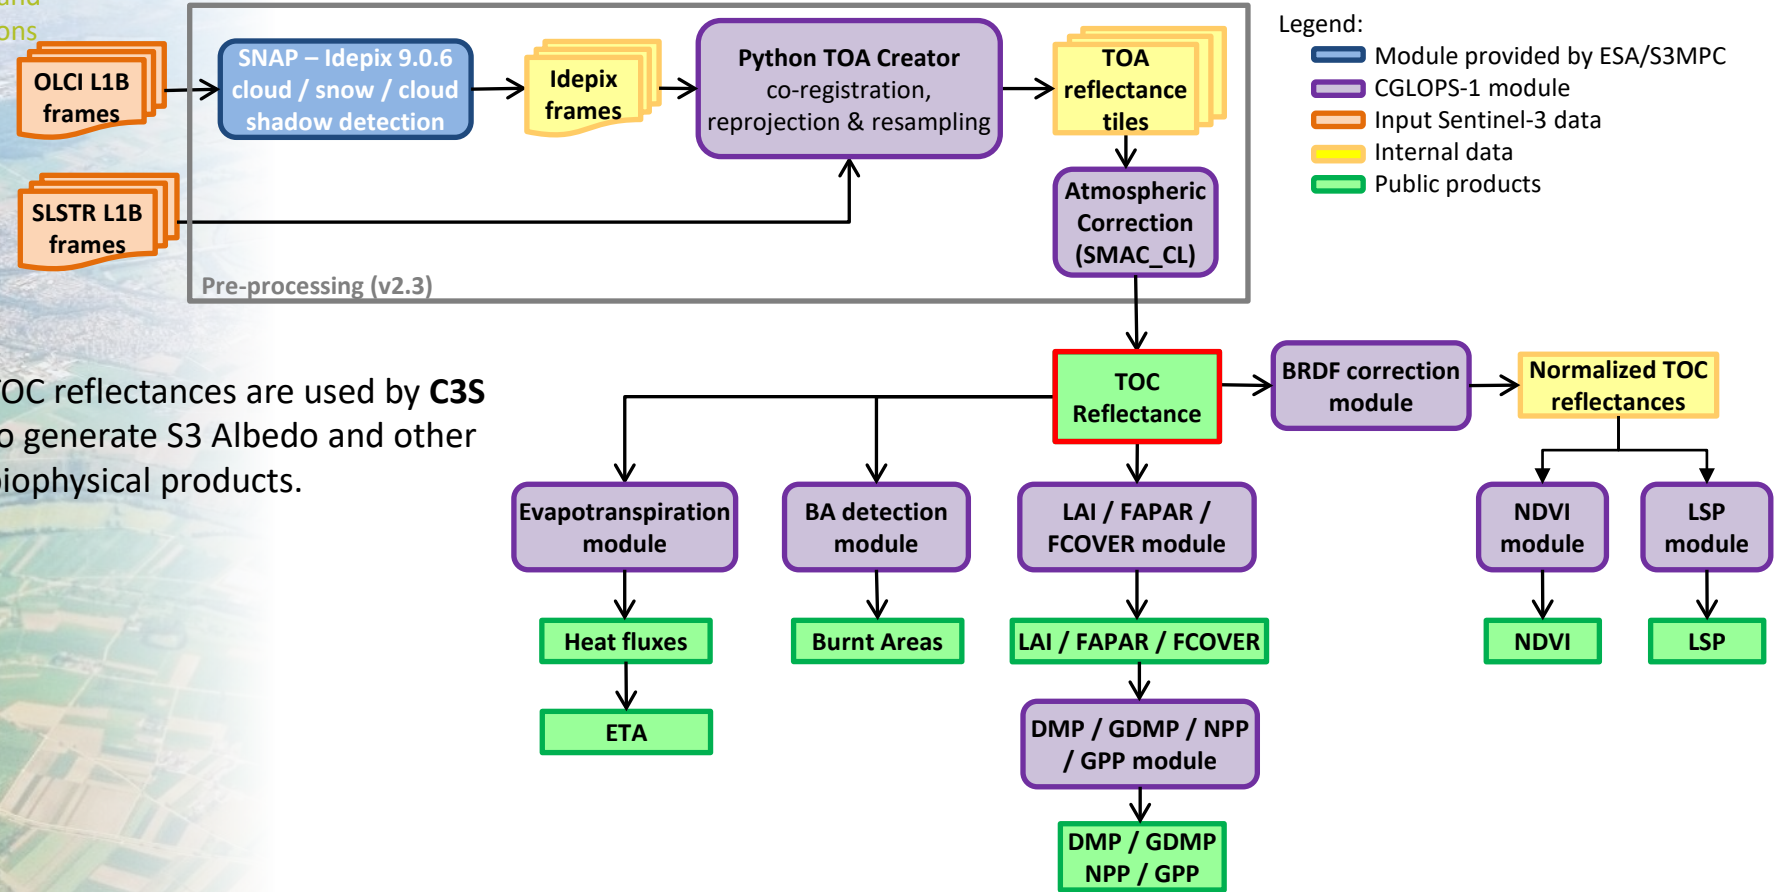 and
ons
OLCI L1B
frames
SNAP – Idepix 9.0.6
cloud / snow / cloud
shadow detection
Idepix
frames
Python TOA Creator
co-registration,
reprojection & resampling
TOA
reflectance
tiles
Legend:
Module provided by ESA/S3MPC
CGLOPS-1 module
Input Sentinel-3 data
Internal data
Public products
SLSTR L1B
frames
Atmospheric
Correction
(SMAC_CL)
Pre-processing (v2.3)
TOC reflectances are used by C3S
to generate S3 Albedo and other
biophysical products.
TOC
Reflectance
BRDF correction
module
Normalized TOC
reflectances
Evapotranspiration
module
BA detection
module
LAI / FAPAR /
FCOVER module
NDVI
module
LSP
module
Heat fluxes
Burnt Areas
LAI / FAPAR / FCOVER
NDVI
LSP
ETA
DMP / GDMP / NPP
/ GPP module
DMP / GDMP
NPP / GPP